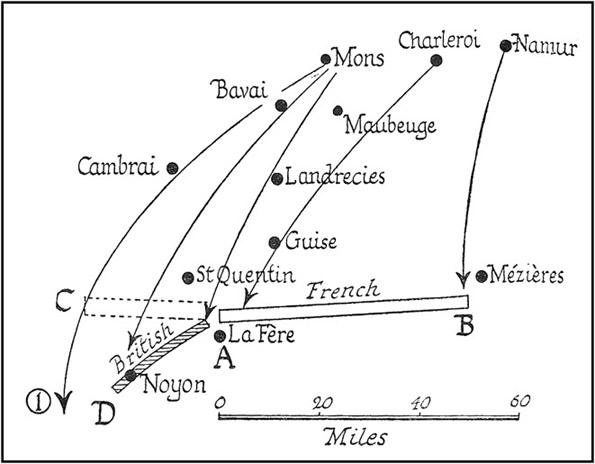 Charleroi
Mons
Namur
Bavai
Maubeuge
Cambrai
Landrecies
Guise
St Quentin
Mézières
C
French
B
British
La Fère
A
Noyon
①
D
0 20 40 60
Miles